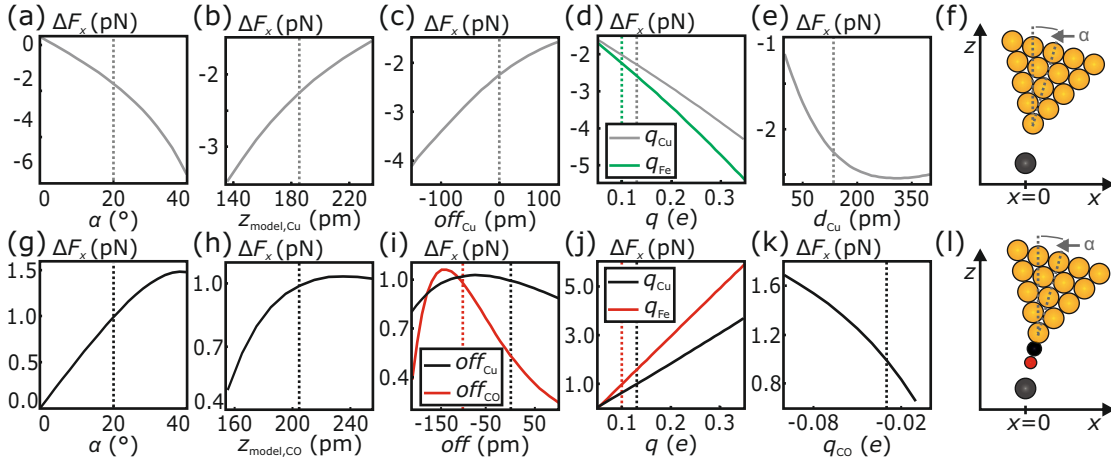 (a) ΔFx (pN)
0
-2
-4
-6
0 20 40
α (°)
(b) ΔFx (pN)
-2
-3
140 180 220
zmodel,Cu (pm)
(c) ΔFx (pN)
-2
-3
-4
-100 0 100
offCu (pm)
(d) ΔFx (pN)
-2
-3
-4
-5
qCu
qFe
0.1 0.2 0.3
q (e)
(e) ΔFx (pN)
-1
-2
50 200 350
dCu (pm)
(f)
z
α
x=0 x
(g) ΔFx (pN)
1.5
1.0
0.5
0.0
0 20 40
α (°)
(h) ΔFx (pN)
1.0
0.7
0.4
160 200 240
zmodel,CO (pm)
(i) ΔFx (pN)
1.0
0.7
0.4
offCu
offCO
-150 0
off (pm)
(j) ΔFx (pN)
5.0
3.0
1.0
qCu
qFe
0.1 0.2 0.3
q (e)
(k) ΔFx (pN)
1.6
1.2
0.8
-0.08 -0.02
qCO (e)
(l)
z
α
x=0 x